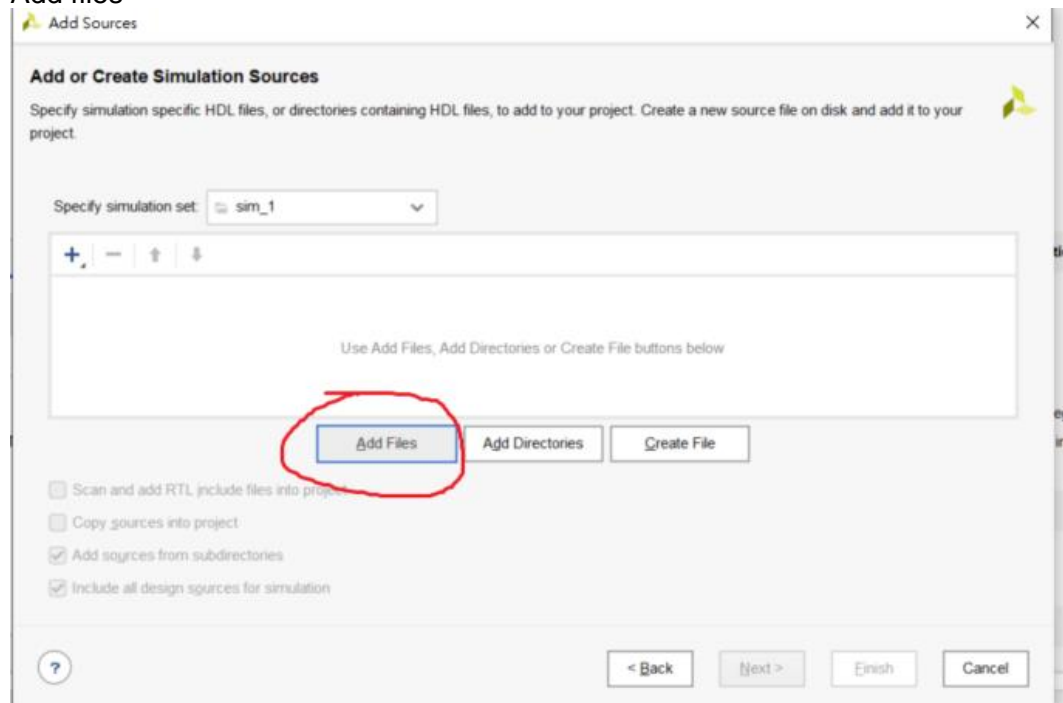 Add files
Add Sources
Add or Create Simulation Sources
Specify simulation specific HDL files, or directories containing HDL files, to add to your project. Create a new source file on disk and add it to your
project.
Specify simulation set: sim_1
Use Add Files, Add Directories or Create File buttons below
Add Files Add Directories Create File
Scan and add RTL include files into project
Copy sources into project
Add sources from subdirectories
Include all design sources for simulation
? < Back Next > Finish Cancel